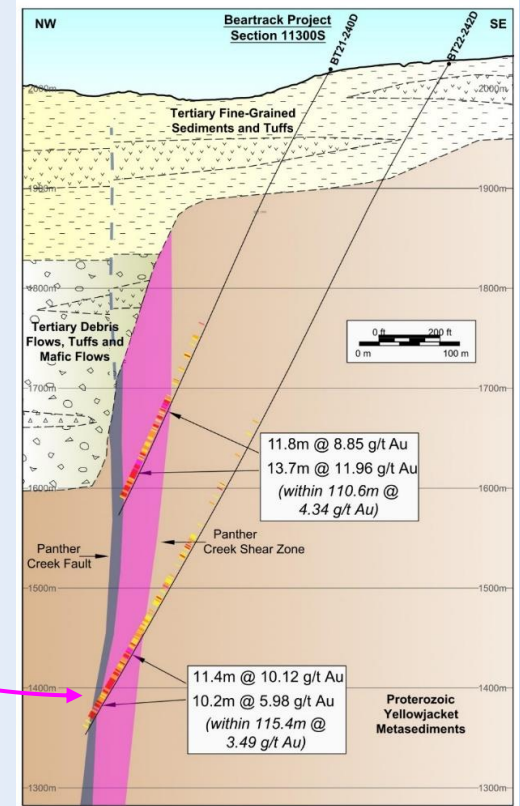 NW
Beartrack Project
Section 11300S
SE
BT21-240D
BT22-242D
2000m
2000m
Tertiary Fine-Grained
Sediments and Tuffs
1900m
1900m
1800m
1800m
Tertiary Debris
Flows, Tuffs and
Mafic Flows
0 ft 200 ft
0 m 100 m
1700m
1700m
11.8m @ 8.85 g/t Au
13.7m @ 11.96 g/t Au
(within 110.6m @
4.34 g/t Au)
1600m
1600m
Panther
Creek Fault
Panther
Creek Shear Zone
1500m
1500m
11.4m @ 10.12 g/t Au
10.2m @ 5.98 g/t Au
(within 115.4m @
3.49 g/t Au)
1400m
1400m
Proterozoic
Yellowjacket
Metasediments
1300m
1300m